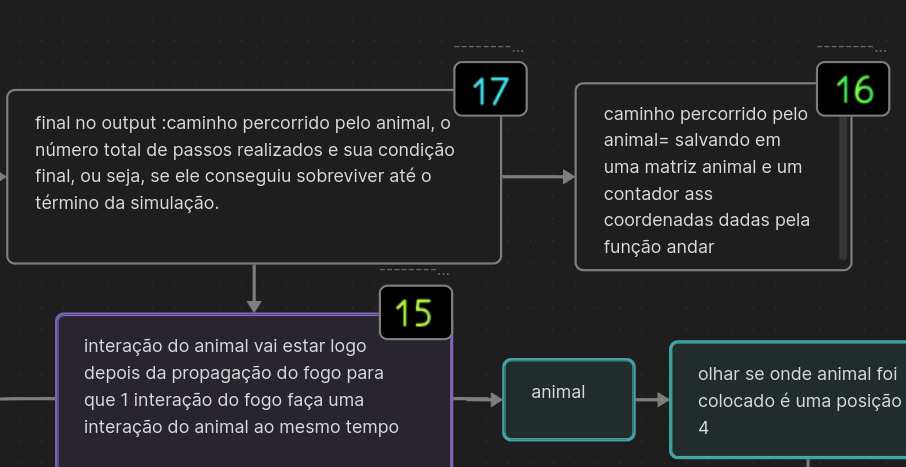 17
final no output :caminho percorrido pelo animal, o
número total de passos realizados e sua condição
final, ou seja, se ele conseguiu sobreviver até o
término da simulação.
16
caminho percorrido pelo
animal= salvando em
uma matriz animal e um
contador ass
coordenadas dadas pela
função andar
15
interação do animal vai estar logo
depois da propagação do fogo para
que 1 interação do fogo faça uma
interação do animal ao mesmo tempo
animal
olhar se onde animal foi
colocado é uma posição
4